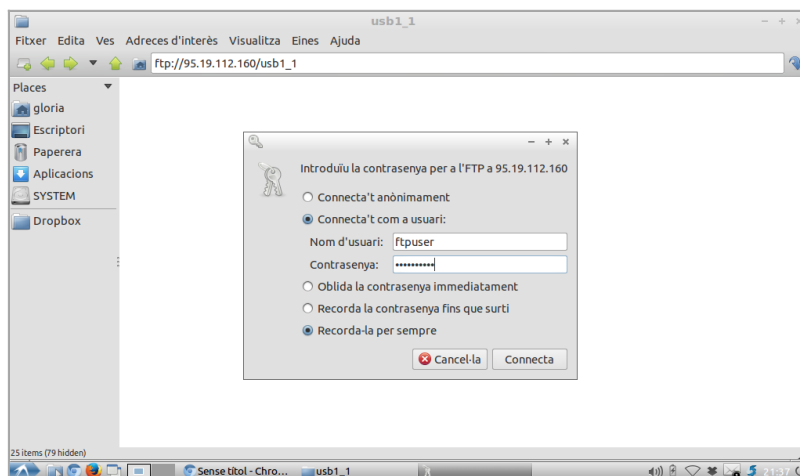 usb1_1
Fitxer Edita Ves Adreces d'interès Visualitza Eines Ajuda
ftp://95.19.112.160/usb1_1
Places
gloria
Escriptori
Paperera
Aplicacions
SYSTEM
Dropbox
Introduïu la contrasenya per a l'FTP a 95.19.112.160
Connecta't anònimament
Connecta't com a usuari:
Nom d'usuari: ftpuser
Contrasenya: ••••••••••
Oblida la contrasenya immediatament
Recorda la contrasenya fins que surti
Recorda-la per sempre
Cancel·la Connecta
25 items (79 hidden)
Sense títol - Chro... usb1_1 21:37